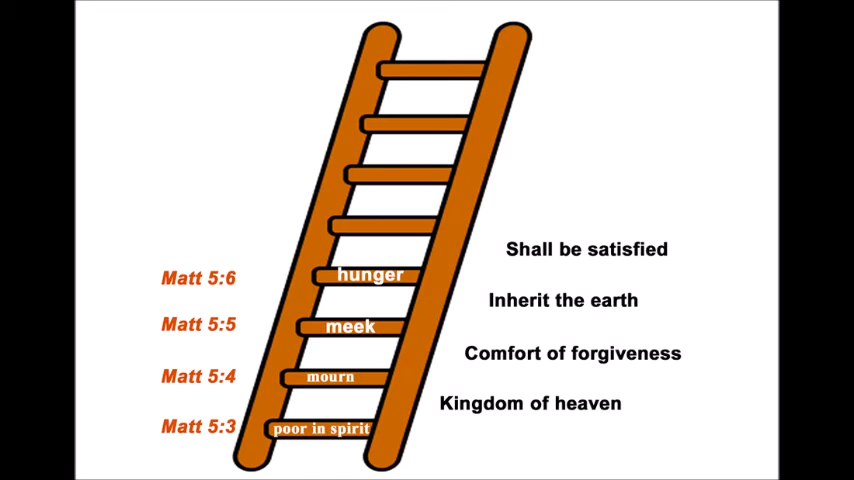 Shall be satisfied
Matt 5:6 hunger
Inherit the earth
Matt 5:5 meek
Comfort of forgiveness
Matt 5:4 mourn
Kingdom of heaven
Matt 5:3 poor in spirit